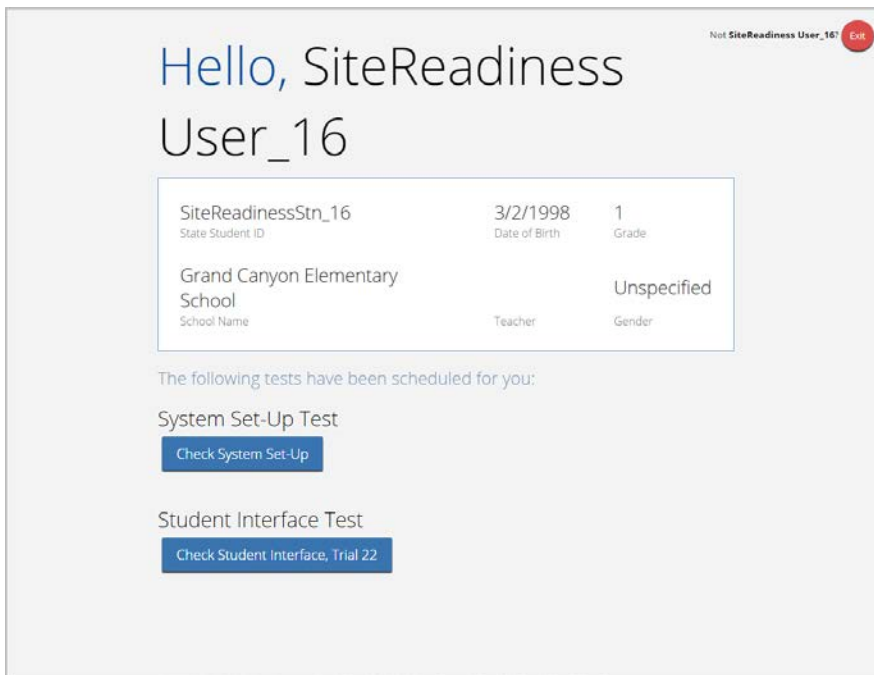 Not SiteReadiness User_16?
Exit
Hello, SiteReadiness
User_16
SiteReadinessStn_16
3/2/1998
1
State Student ID
Date of Birth
Grade
Grand Canyon Elementary
School
Unspecified
School Name
Teacher
Gender
The following tests have been scheduled for you:
System Set-Up Test
Check System Set-Up
Student Interface Test
Check Student Interface, Trial 22